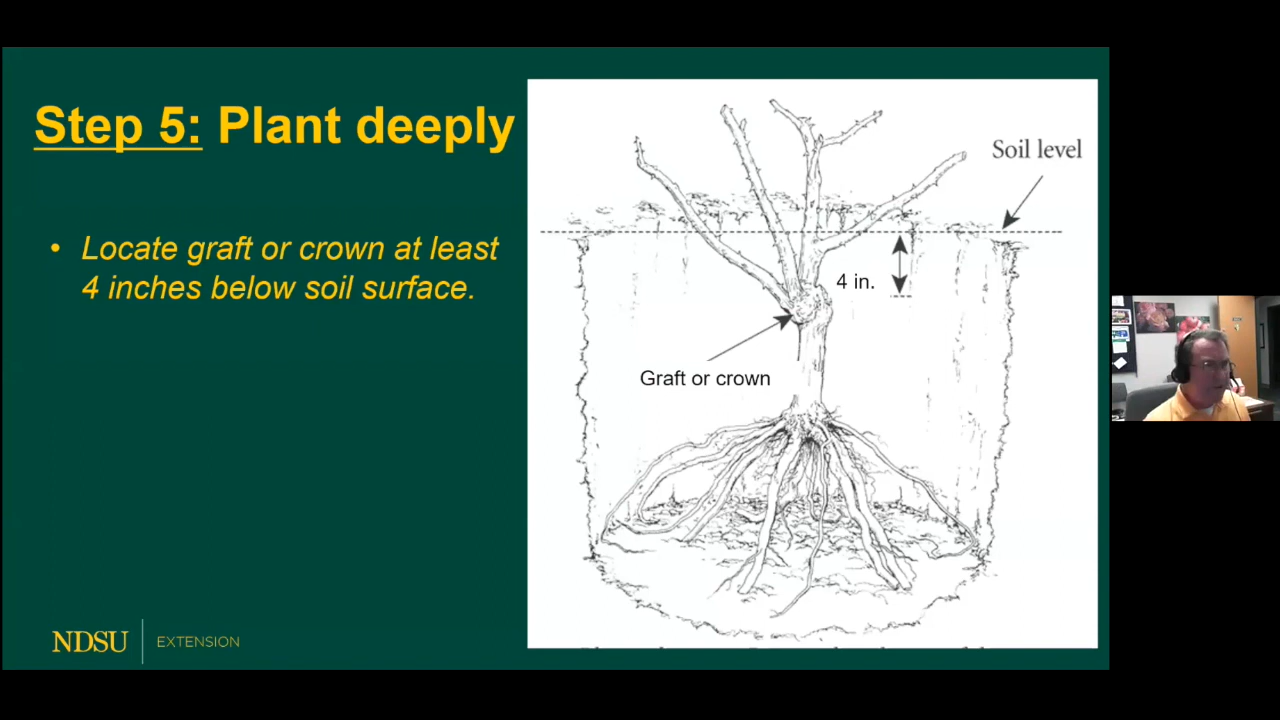 Step 5: Plant deeply
• Locate graft or crown at least
4 inches below soil surface.
Soil level
4 in.
Graft or crown
NDSU EXTENSION